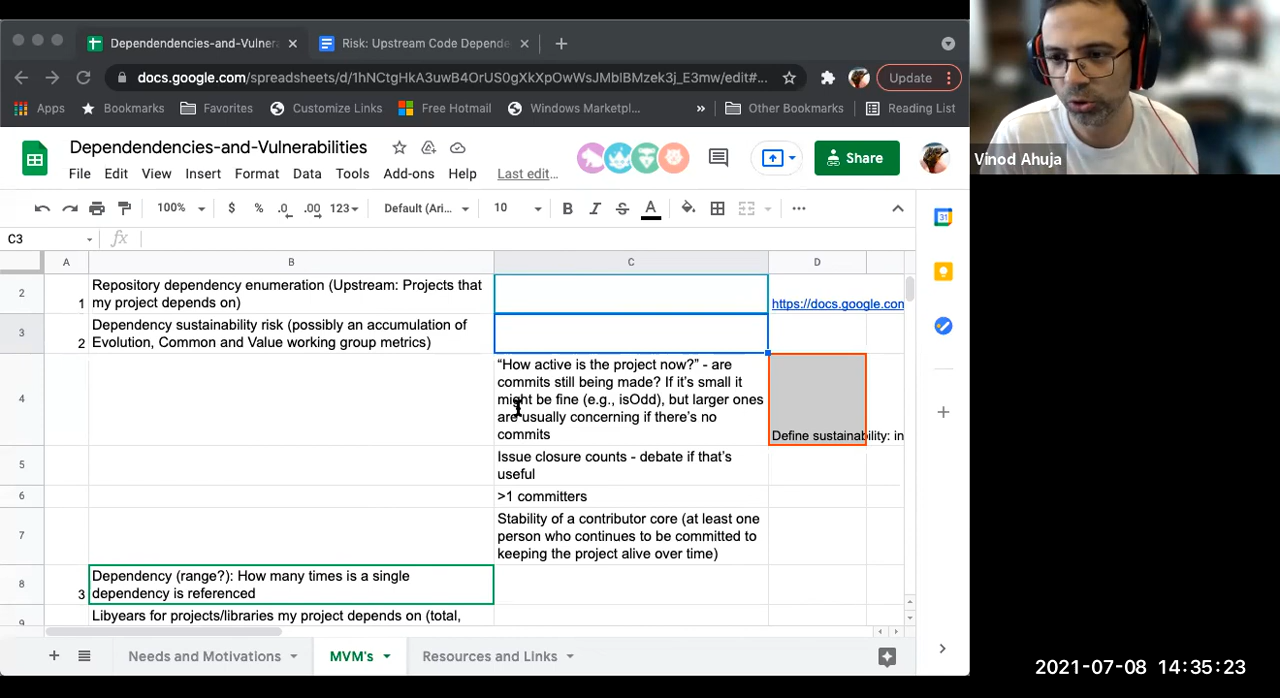 Dependendencies-and-Vulnera
Risk: Upstream Code Depende
docs.google.com/spreadsheets/d/1hNCtgHkA3uwB4OrUS0gXkXpOwWsJMblBMzek3j_E3mw/edit#...
Update
Apps
Bookmarks
Favorites
Customize Links
Free Hotmail
Windows Marketpl...
»
Other Bookmarks
Reading List
Dependendencies-and-Vulnerabilities
File Edit View Insert Format Data Tools Add-ons Help Last edit...
Share
100% $ % .0 .00 123 Default (Ari... 10 B I S A
C3 fx
A B C D
2
1
Repository dependency enumeration (Upstream: Projects that
my project depends on)
https://docs.google.con
3
2
Dependency sustainability risk (possibly an accumulation of
Evolution, Common and Value working group metrics)
4
“How active is the project now?” - are
commits still being made? If it’s small it
might be fine (e.g., isOdd), but larger ones
are usually concerning if there’s no
commits
Define sustainability: in
5
Issue closure counts - debate if that’s
useful
6
>1 committers
7
Stability of a contributor core (at least one
person who continues to be committed to
keeping the project alive over time)
8
3
Dependency (range?): How many times is a single
dependency is referenced
9
Libyears for projects/libraries my project depends on (total,
Needs and Motivations
MVM's
Resources and Links
31
Vinod Ahuja
2021-07-08 14:35:23